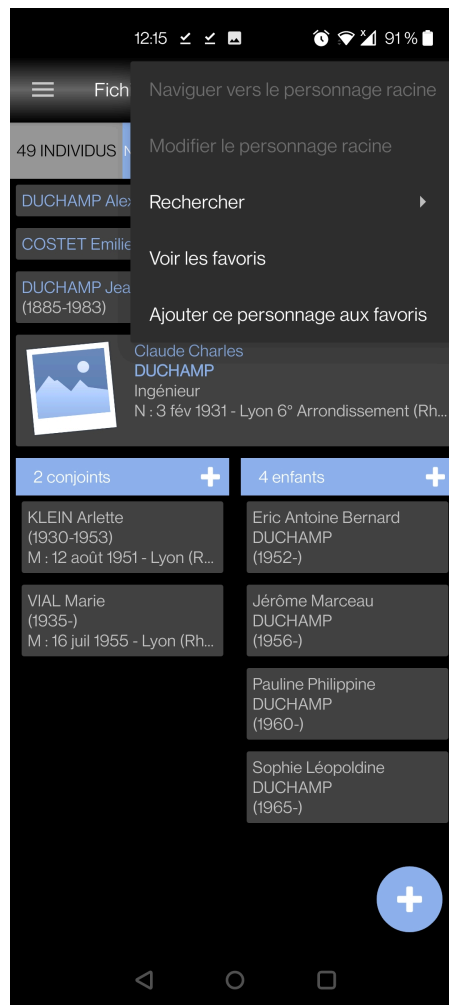 12:15
91 %
Fich
Naviguer vers le personnage racine
Modifier le personnage racine
Rechercher
Voir les favoris
Ajouter ce personnage aux favoris
49 INDIVIDUS
DUCHAMP Alex
COSTET Emilie
DUCHAMP Jea
(1885-1983)
Claude Charles
DUCHAMP
Ingénieur
N : 3 fév 1931 - Lyon 6° Arrondissement (Rh...
2 conjoints
KLEIN Arlette
(1930-1953)
M : 12 août 1951 - Lyon (R...
VIAL Marie
(1935-)
M : 16 juil 1955 - Lyon (Rh...
4 enfants
Eric Antoine Bernard
DUCHAMP
(1952-)
Jérôme Marceau
DUCHAMP
(1956-)
Pauline Philippine
DUCHAMP
(1960-)
Sophie Léopoldine
DUCHAMP
(1965-)